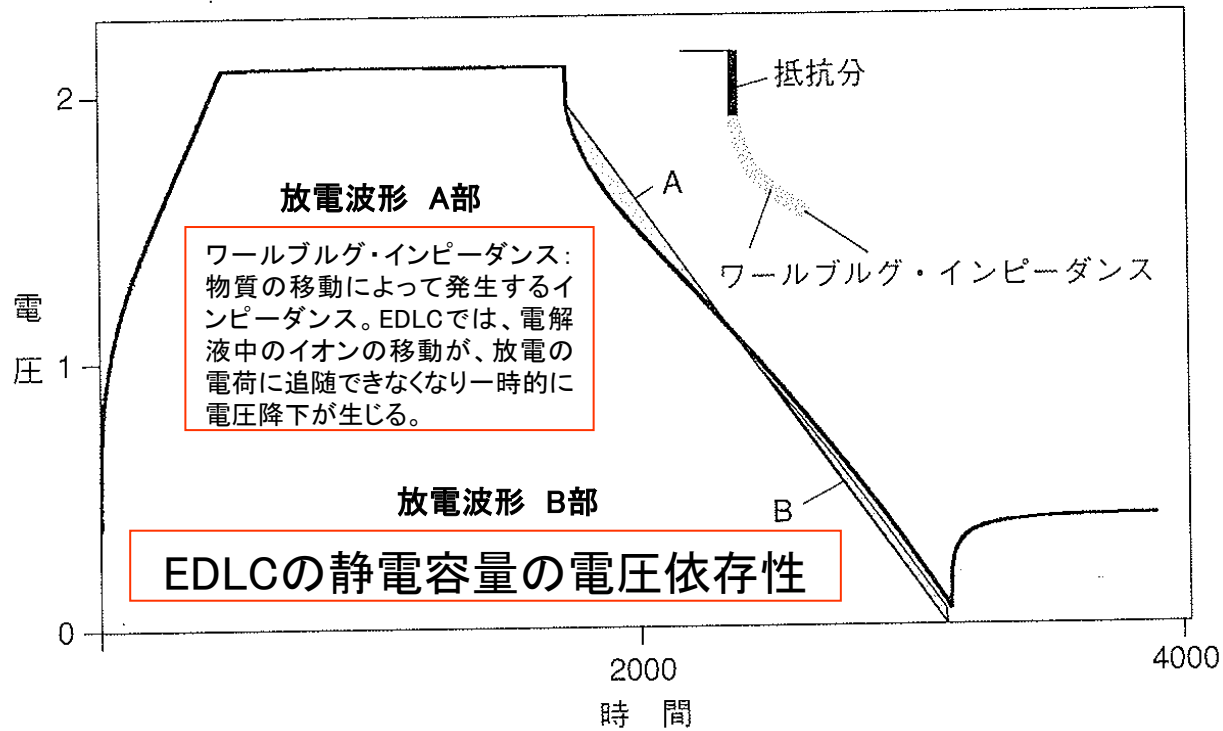 抵抗分
2
A
放電波形 A部
ワールブルグ・インピーダンス:
物質の移動によって発生するイ
ンピーダンス。EDLCでは、電解
液中のイオンの移動が、放電の
電荷に追随できなくなり一時的に
電圧降下が生じる。
ワールブルグ・インピーダンス
電
圧
1
放電波形 B部
B
EDLCの静電容量の電圧依存性
0
2000
4000
時 間